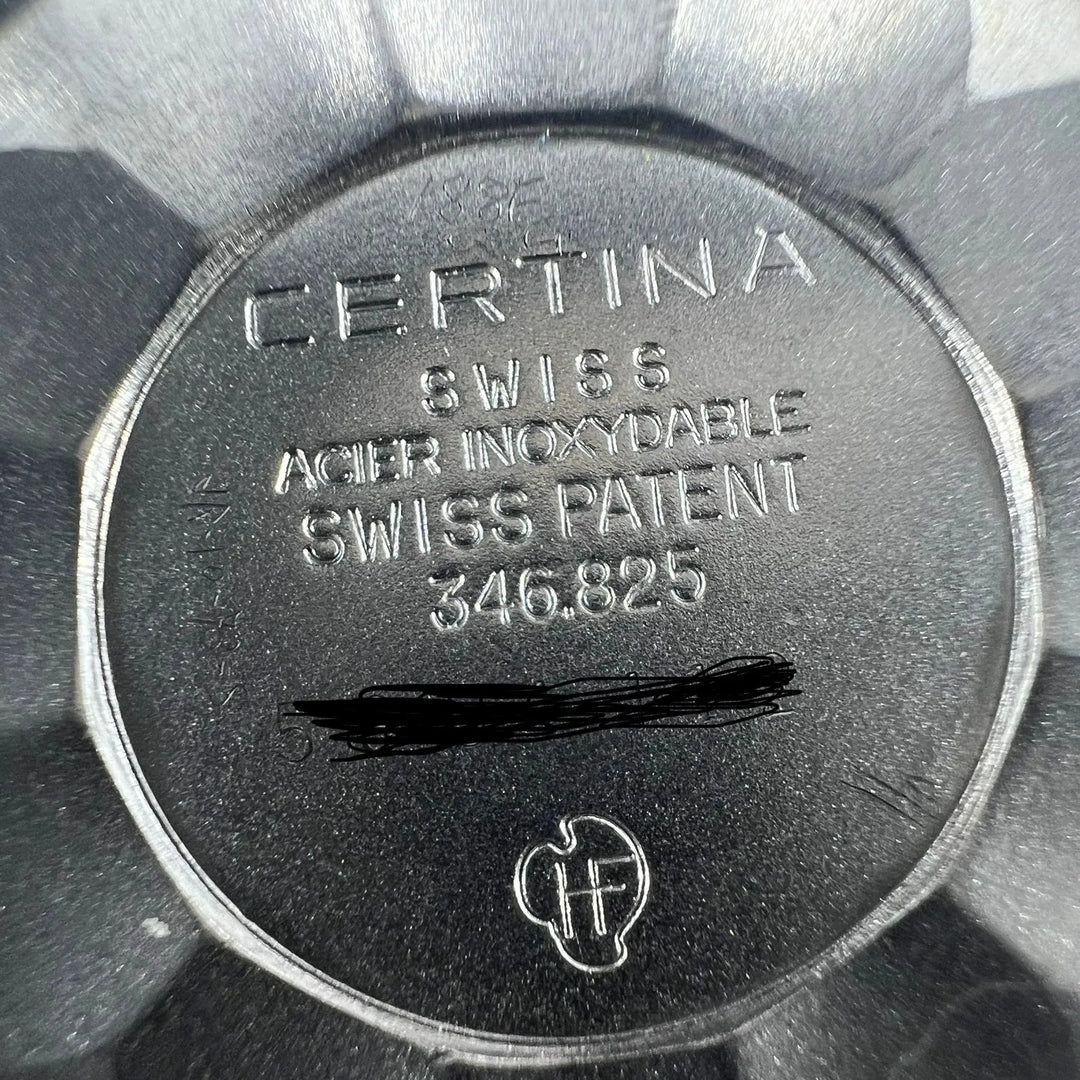 CERTINA
SWISS
ACIER INOXYDABLE
SWISS PATENT
346.825
HF